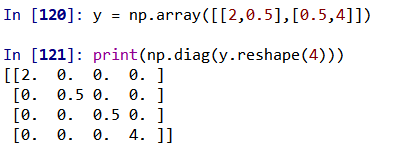 In [120]: y = np.array([[2,0.5],[0.5,4]])
In [121]: print(np.diag(y.reshape(4)))
[[2.  0.  0.  0. ]
 [0.  0.5 0.  0. ]
 [0.  0.  0.5 0. ]
 [0.  0.  0.  4. ]]